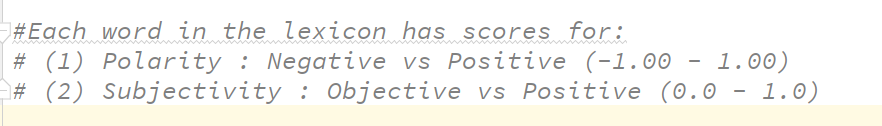 #Each word in the lexicon has scores for:
# (1) Polarity : Negative vs Positive (-1.00 - 1.00)
# (2) Subjectivity : Objective vs Positive (0.0 - 1.0)